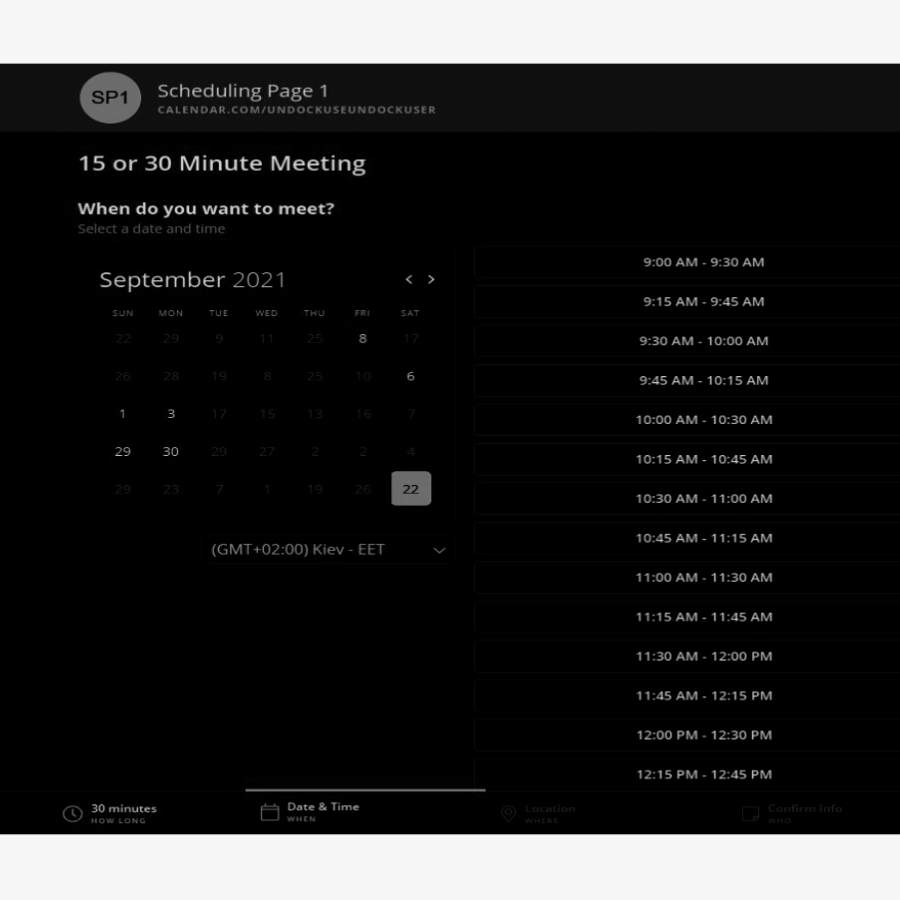 SP1
Scheduling Page 1
CALENDAR.COM/UNDOCKUSEUNDOCKUSER
15 or 30 Minute Meeting
When do you want to meet?
Select a date and time
September 2021
< >
SUN MON TUE WED THU FRI SAT
22 29 9 11 25 8 17
26 28 19 8 25 10 6
1 3 17 15 13 16 7
29 30 29 27 2 2 4
29 23 7 1 19 26 22
(GMT+02:00) Kiev - EET
9:00 AM - 9:30 AM
9:15 AM - 9:45 AM
9:30 AM - 10:00 AM
9:45 AM - 10:15 AM
10:00 AM - 10:30 AM
10:15 AM - 10:45 AM
10:30 AM - 11:00 AM
10:45 AM - 11:15 AM
11:00 AM - 11:30 AM
11:15 AM - 11:45 AM
11:30 AM - 12:00 PM
11:45 AM - 12:15 PM
12:00 PM - 12:30 PM
12:15 PM - 12:45 PM
30 minutes
HOW LONG
Date & Time
WHEN
Location
WHERE
Confirm Info
WHO